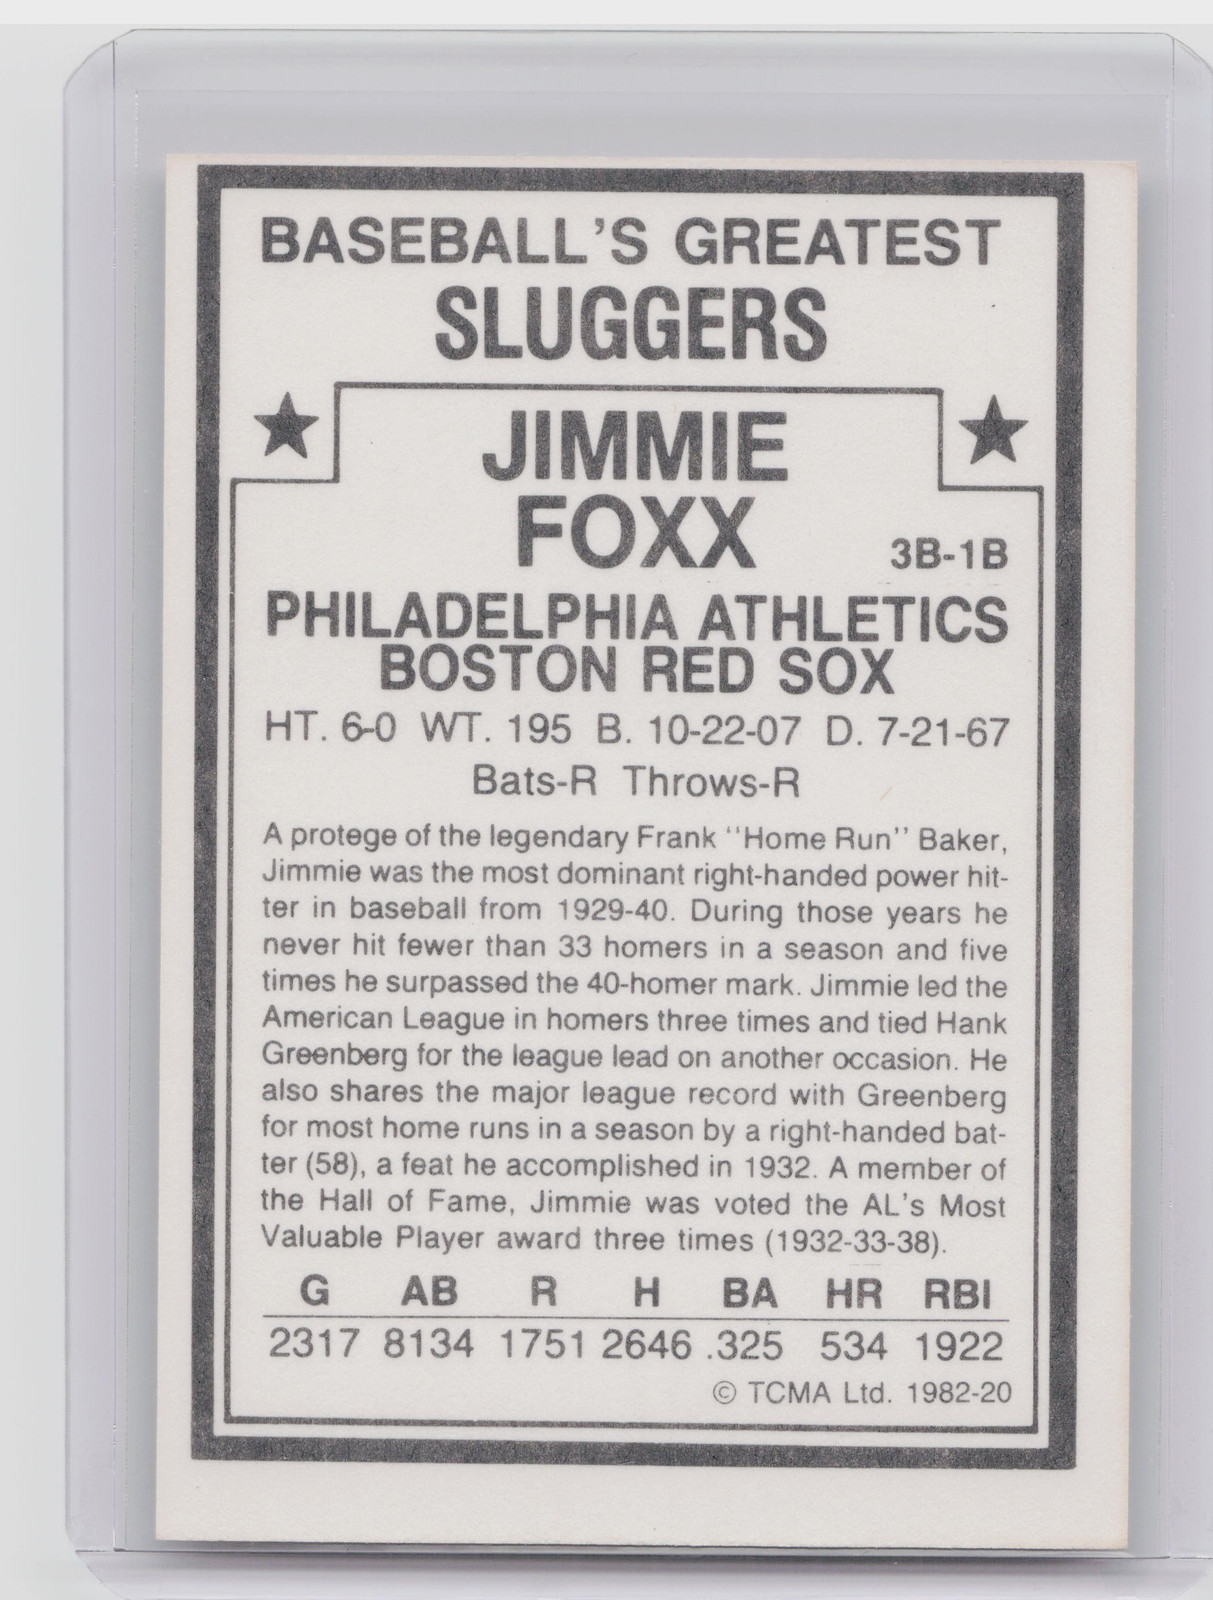 BASEBALL'S GREATEST
SLUGGERS
JIMMIE
FOXX
3B-1B
PHILADELPHIA ATHLETICS
BOSTON RED SOX
HT. 6-0 WT. 195 B. 10-22-07 D. 7-21-67
Bats-R Throws-R
A protege of the legendary Frank "Home Run" Baker,
Jimmie was the most dominant right-handed power hit-
ter in baseball from 1929-40. During those years he
never hit fewer than 33 homers in a season and five
times he surpassed the 40-homer mark. Jimmie led the
American League in homers three times and tied Hank
Greenberg for the league lead on another occasion. He
also shares the major league record with Greenberg
for most home runs in a season by a right-handed bat-
ter (58), a feat he accomplished in 1932. A member of
the Hall of Fame, Jimmie was voted the AL's Most
Valuable Player award three times (1932-33-38).
G AB R H BA HR RBI
2317 8134 1751 2646 .325 534 1922
© TCMA Ltd. 1982-20